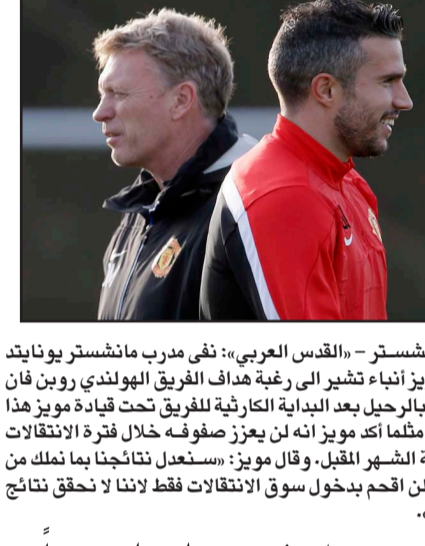 شستر – «القدس العربي»: نفى مدرب مانشستر يونايتد
يز أنباء تشير الى رغبة هداف الفريق الهولندي روبن فان
بالرحيل بعد البداية الكارثية للفريق تحت قيادة مويز هذا
مثلما أكد مويز انه لن يعزز صفوفه خلال فترة الانتقالات
ة الشهر المقبل. وقال مويز: «سنعدل نتائجنا بما نملك من
لن اقحم بدخول سوق الانتقالات فقط لاننا لا نحقق نتائج
».